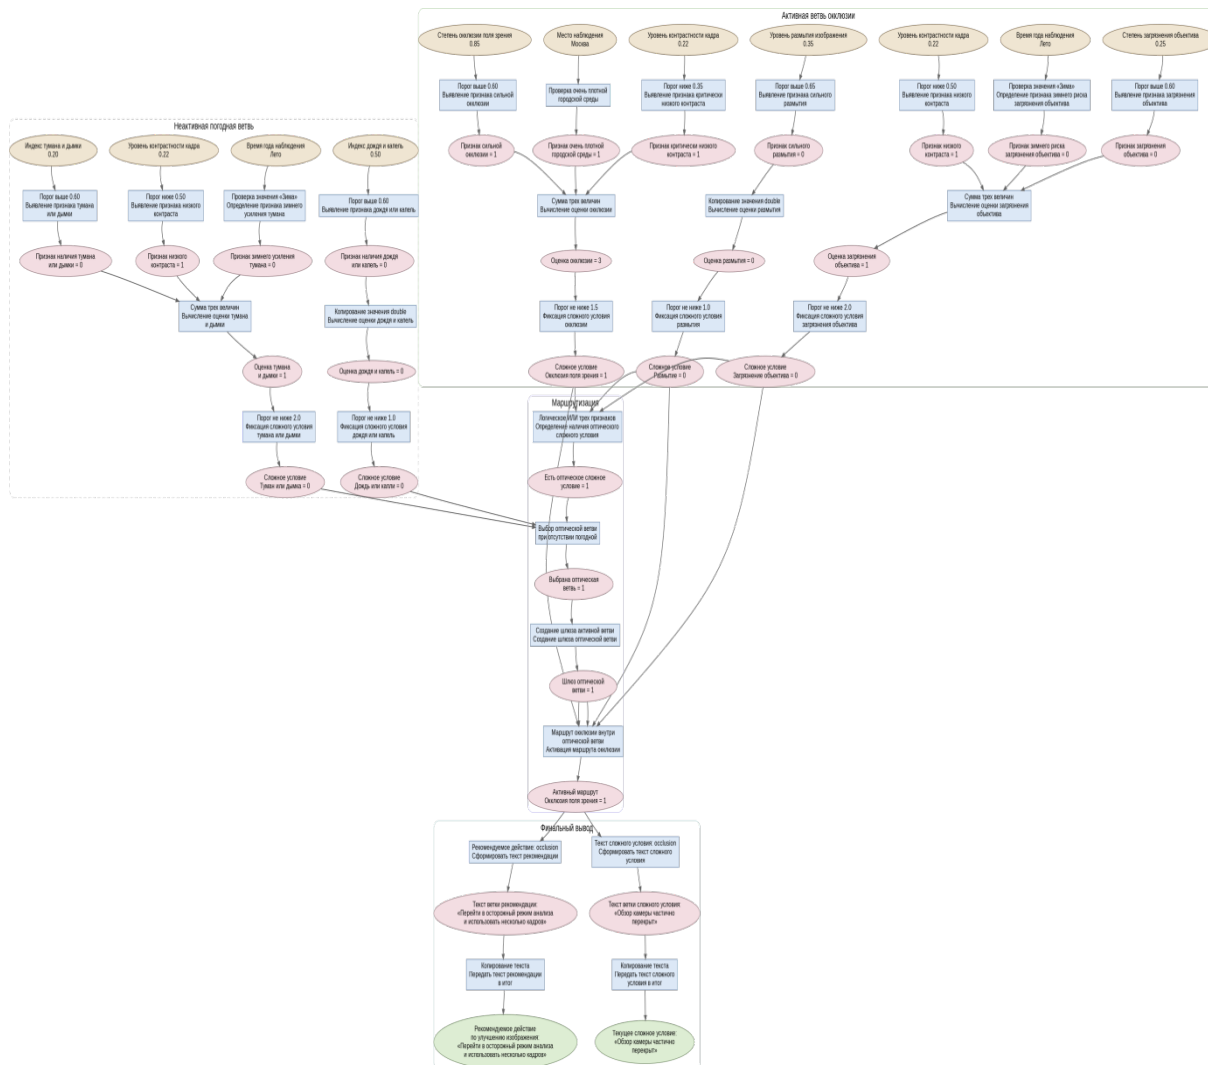 Активная ветвь окклюзии
Степень окклюзии поля зрения
0.85
Место наблюдения
Москва
Уровень контрастности кадра
0.22
Уровень размытия изображения
0.35
Уровень контрастности кадра
0.22
Время года наблюдения
Лето
Степень загрязнения объектива
0.25
Порог выше 0.60
Выявление признака сильной
окклюзии
Проверка очень плотной
городской среды
Порог ниже 0.35
Выявление признака критически
низкого контраста
Порог выше 0.65
Выявление признака сильного
размытия
Порог ниже 0.50
Выявление признака низкого
контраста
Проверка значения «Зима»
Определение признака зимнего риска
загрязнения объектива
Порог выше 0.60
Выявление признака загрязнения
объектива
Признак сильной
окклюзии = 1
Признак очень плотной
городской среды = 1
Признак критически низкого
контраста = 1
Признак сильного
размытия = 0
Признак низкого
контраста = 1
Признак зимнего риска
загрязнения объектива = 0
Признак загрязнения
объектива = 0
Сумма трех величин
Вычисление оценки окклюзии
Копирование значения double
Вычисление оценки размытия
Сумма трех величин
Вычисление оценки загрязнения
объектива
Оценка окклюзии = 3
Оценка размытия = 0
Оценка загрязнения
объектива = 1
Порог не ниже 1.5
Фиксация сложного условия
окклюзии
Порог не ниже 1.0
Фиксация сложного условия
размытия
Порог не ниже 2.0
Фиксация сложного условия
загрязнения объектива
Сложное условие
Окклюзия поля зрения = 1
Сложное условие
Размытие = 0
Сложное условие
Загрязнение объектива = 0
Неактивная погодная ветвь
Индекс тумана и дымки
0.20
Уровень контрастности кадра
0.22
Время года наблюдения
Лето
Индекс дождя и капель
0.50
Порог выше 0.60
Выявление признака тумана
или дымки
Порог ниже 0.50
Выявление признака низкого
контраста
Проверка значения «Зима»
Определение признака зимнего
усиления тумана
Порог выше 0.60
Выявление признака дождя или капель
Признак наличия тумана
или дымки = 0
Признак низкого
контраста = 1
Признак зимнего усиления
тумана = 0
Признак наличия дождя
или капель = 0
Сумма трех величин
Вычисление оценки тумана
и дымки
Копирование значения double
Вычисление оценки дождя и капель
Оценка тумана
и дымки = 1
Оценка дождя и капель = 0
Порог не ниже 2.0
Фиксация сложного условия
тумана или дымки
Порог не ниже 1.0
Фиксация сложного условия
дождя или капель
Сложное условие
Туман или дымка = 0
Сложное условие
Дождь или капли = 0
Маршрутизация
Логическое ИЛИ трех признаков
Определение наличия оптического
сложного условия
Есть оптическое сложное
условие = 1
Выбор оптической ветви
при отсутствии погодной
Выбрана оптическая
ветвь = 1
Создание шлюза активной ветви
Создание шлюза оптической ветви
Шлюз оптической
ветви = 1
Маршрут окклюзии внутри
оптической ветви
Активация маршрута окклюзии
Активный маршрут
Окклюзия поля зрения = 1
Финальный вывод
Рекомендуемое действие: occlusion
Сформировать текст рекомендации
Текст сложного условия: occlusion
Сформировать текст сложного
условия
Текст ветки рекомендации:
«Перейти в осторожный режим анализа
и использовать несколько кадров»
Текст ветки сложного условия:
«Обзор камеры частично
перекрыт»
Копирование текста
Передать текст рекомендации
в итог
Копирование текста
Передать текст сложного
условия в итог
Рекомендуемое действие
по улучшению изображения:
«Перейти в осторожный режим анализа
и использовать несколько кадров»
Текущее сложное условие:
«Обзор камеры частично
перекрыт»